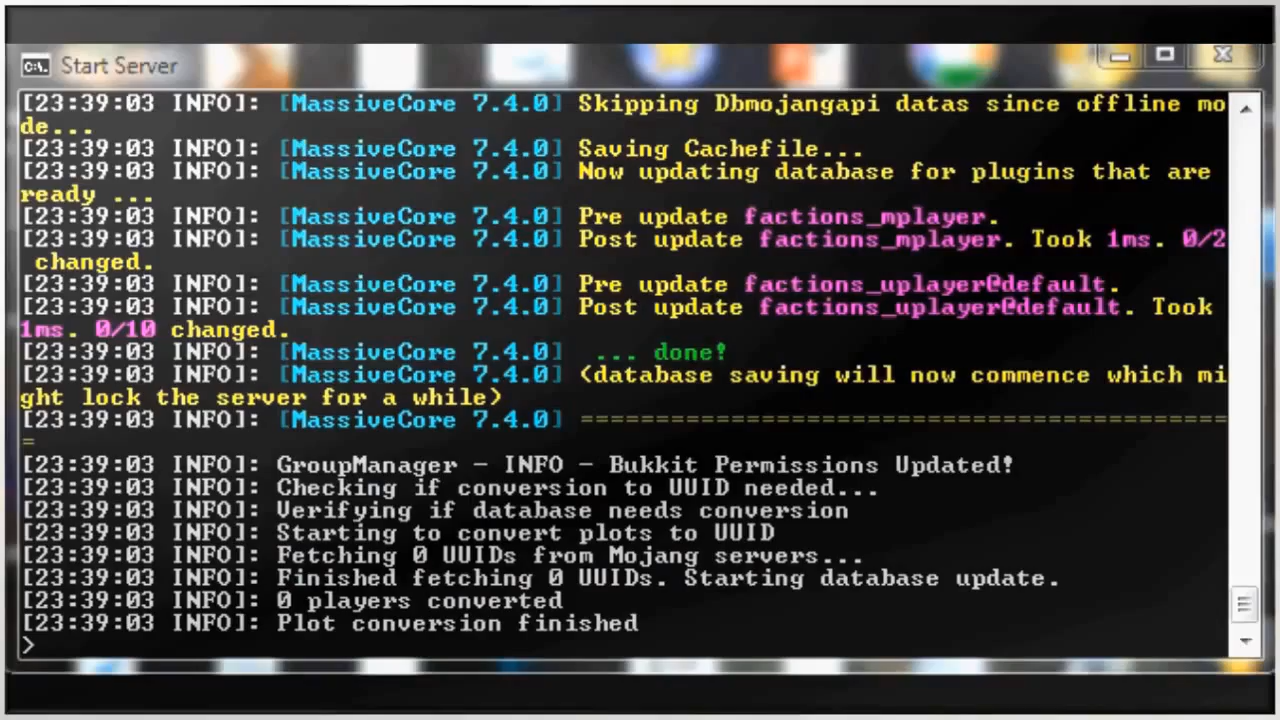 Start Server
[23:39:03 INFO]: [MassiveCore 7.4.0] Skipping Dbmojangapi datas since offline mo
de...
[23:39:03 INFO]: [MassiveCore 7.4.0] Saving Cachefile...
[23:39:03 INFO]: [MassiveCore 7.4.0] Now updating database for plugins that are
ready ...
[23:39:03 INFO]: [MassiveCore 7.4.0] Pre update factions_mplayer.
[23:39:03 INFO]: [MassiveCore 7.4.0] Post update factions_mplayer. Took 1ms. 0/2
changed.
[23:39:03 INFO]: [MassiveCore 7.4.0] Pre update factions_uplayer@default.
[23:39:03 INFO]: [MassiveCore 7.4.0] Post update factions_uplayer@default. Took
1ms. 0/10 changed.
[23:39:03 INFO]: [MassiveCore 7.4.0] ... done!
[23:39:03 INFO]: [MassiveCore 7.4.0] (database saving will now commence which mi
ght lock the server for a while)
[23:39:03 INFO]: [MassiveCore 7.4.0] ===========================================
=
[23:39:03 INFO]: GroupManager - INFO - Bukkit Permissions Updated!
[23:39:03 INFO]: Checking if conversion to UUID needed...
[23:39:03 INFO]: Verifying if database needs conversion
[23:39:03 INFO]: Starting to convert plots to UUID
[23:39:03 INFO]: Fetching 0 UUIDs from Mojang servers...
[23:39:03 INFO]: Finished fetching 0 UUIDs. Starting database update.
[23:39:03 INFO]: 0 players converted
[23:39:03 INFO]: Plot conversion finished
>